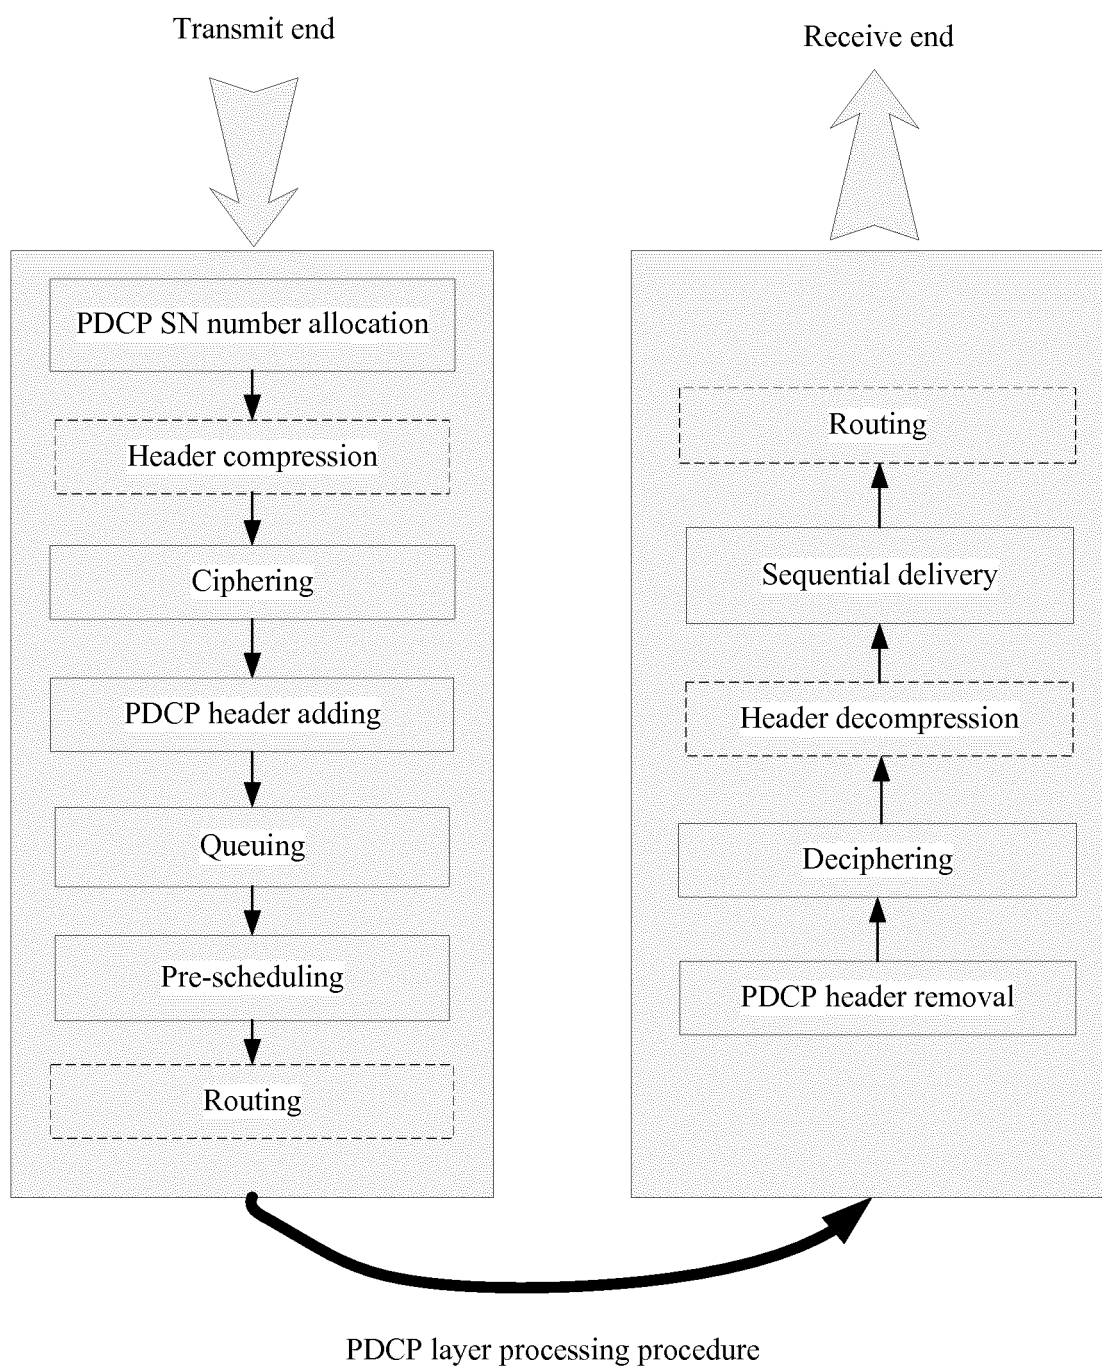 Transmit end
PDCP SN number allocation
Header compression
Ciphering
PDCP header adding
Queuing
Pre-scheduling
Routing
Receive end
Routing
Sequential delivery
Header decompression
Deciphering
PDCP header removal
PDCP layer processing procedure